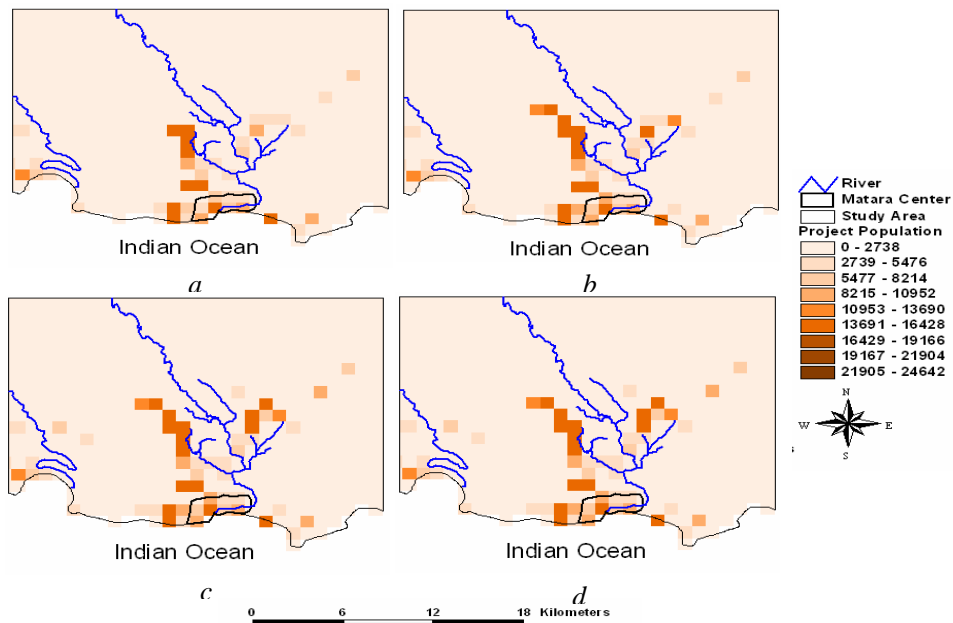 Indian Ocean
a
Indian Ocean
b
Indian Ocean
c
Indian Ocean
d
River
Matara Center
Study Area
Project Population
0 - 2738
2739 - 5476
5477 - 8214
8215 - 10952
10953 - 13690
13691 - 16428
16429 - 19166
19167 - 21904
21905 - 24642
N
W E
S
s
0 6 12 18 Kilometers